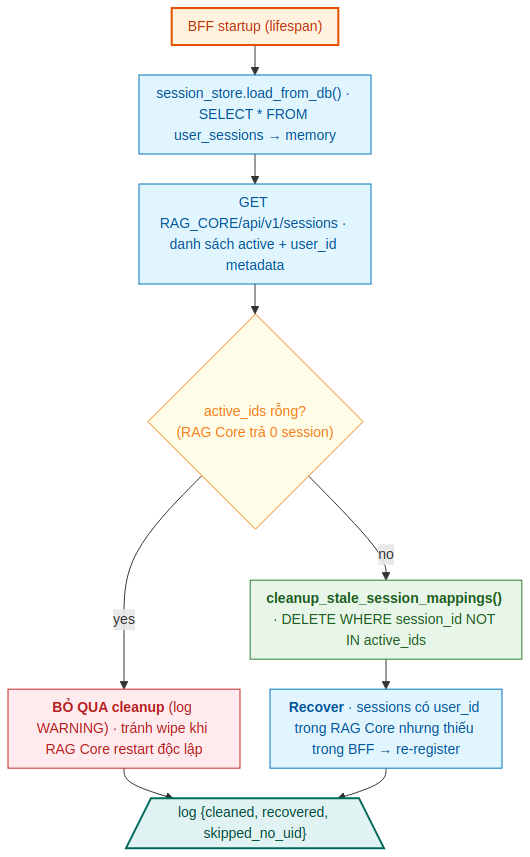 BFF startup (lifespan)
session_store.load_from_db() ·
SELECT * FROM
user_sessions → memory
GET
RAG_CORE/api/v1/sessions ·
danh sách active + user_id
metadata
active_ids rỗng?
(RAG Core trả 0 session)
no
cleanup_stale_session_mappings()
· DELETE WHERE session_id NOT
IN active_ids
yes
BỎ QUA cleanup (log
WARNING) · tránh wipe khi
RAG Core restart độc lập
Recover · sessions có user_id
trong RAG Core nhưng thiếu
trong BFF → re-register
log {cleaned, recovered,
skipped_no_uid}